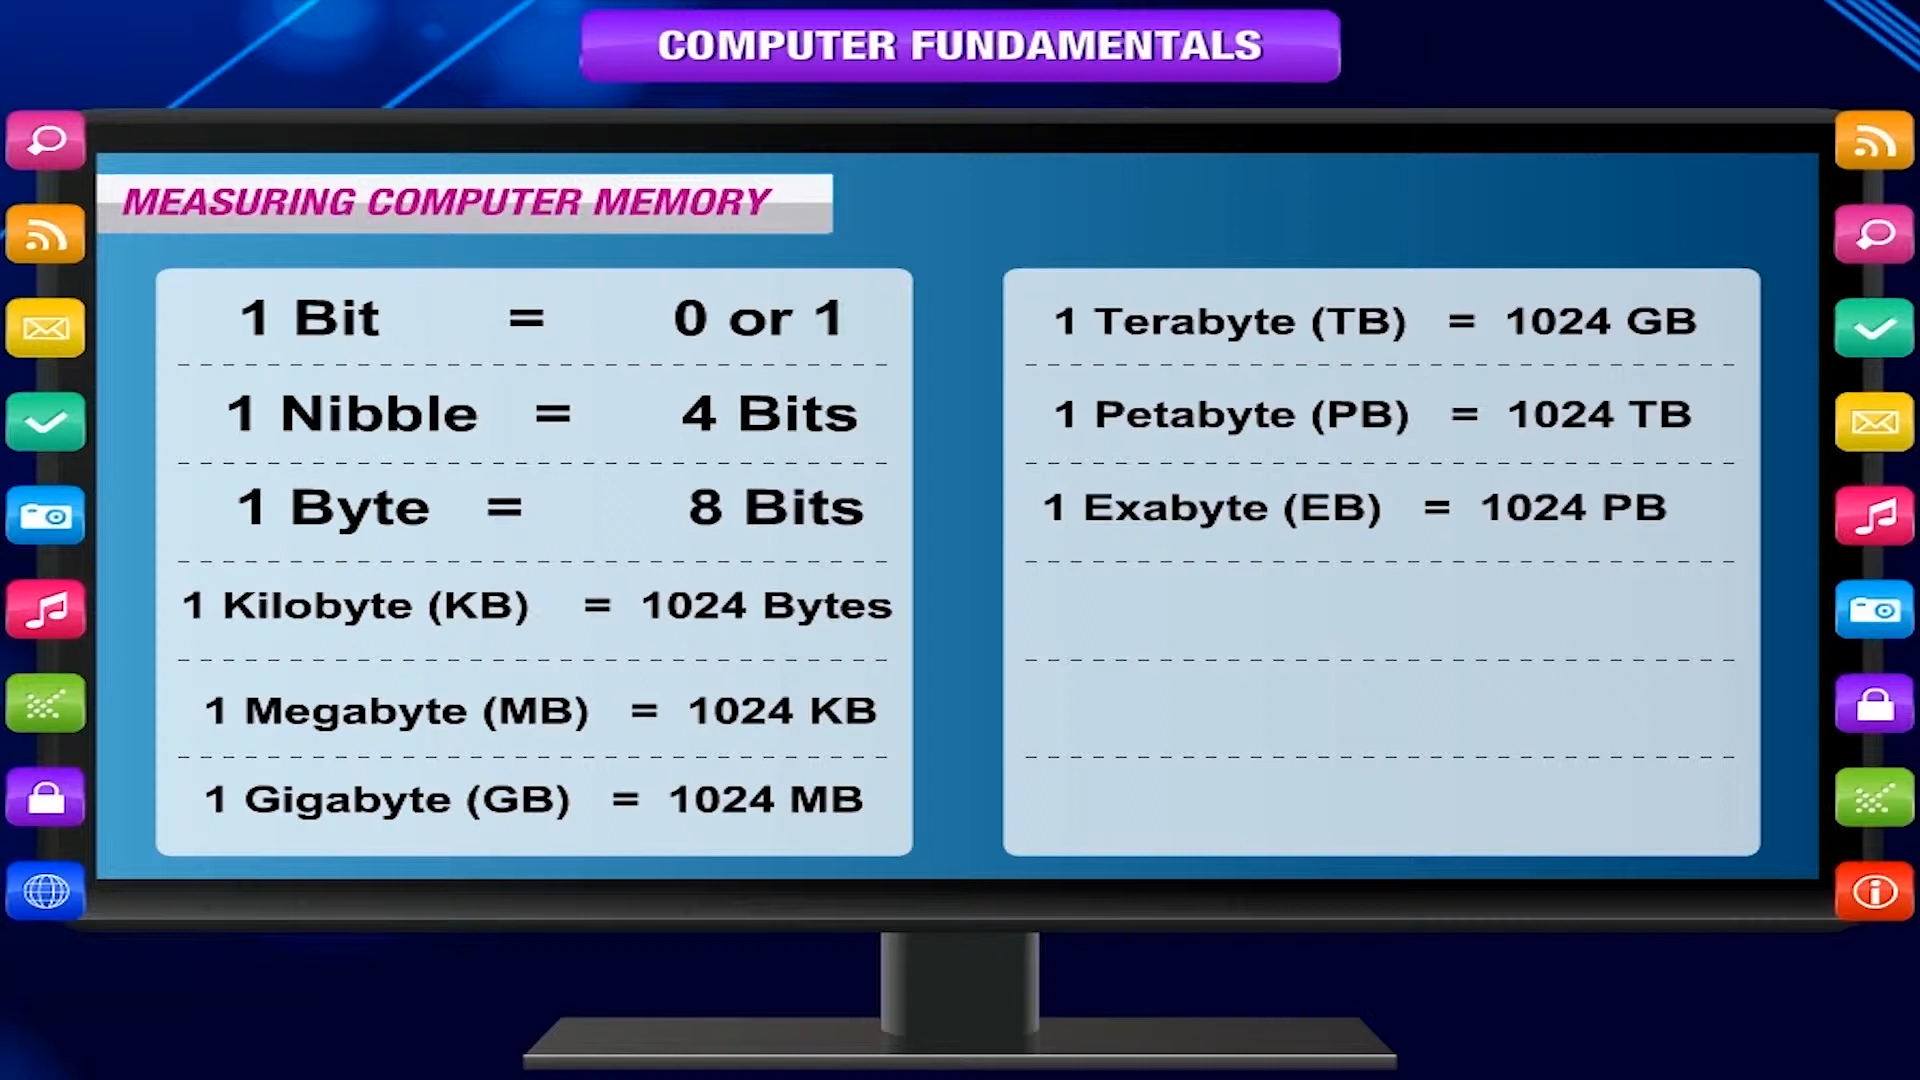 COMPUTER FUNDAMENTALS
MEASURING COMPUTER MEMORY
1 Bit = 0 or 1
1 Nibble = 4 Bits
1 Byte = 8 Bits
1 Kilobyte (KB) = 1024 Bytes
1 Megabyte (MB) = 1024 KB
1 Gigabyte (GB) = 1024 MB
1 Terabyte (TB) = 1024 GB
1 Petabyte (PB) = 1024 TB
1 Exabyte (EB) = 1024 PB